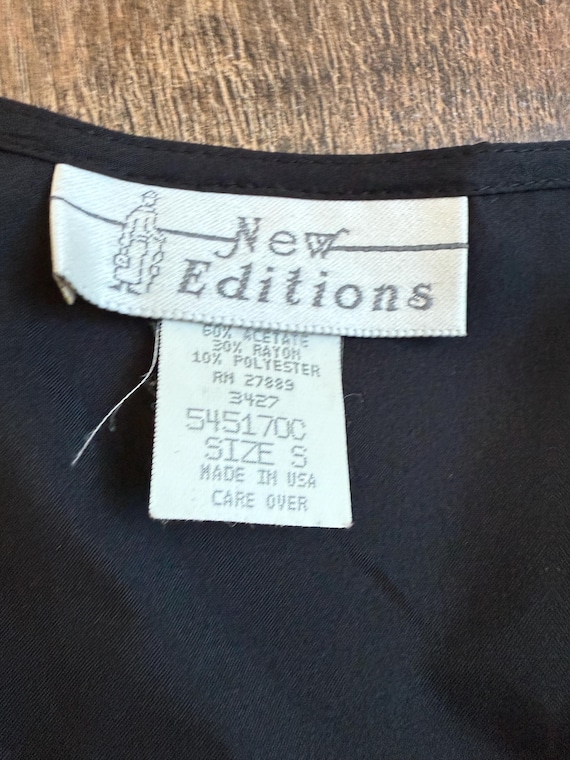 New
Editions
60% ACETATE
30% RAYON
10% POLYESTER
RN 27889
3427
545170C
SIZE S
MADE IN USA
CARE OVER